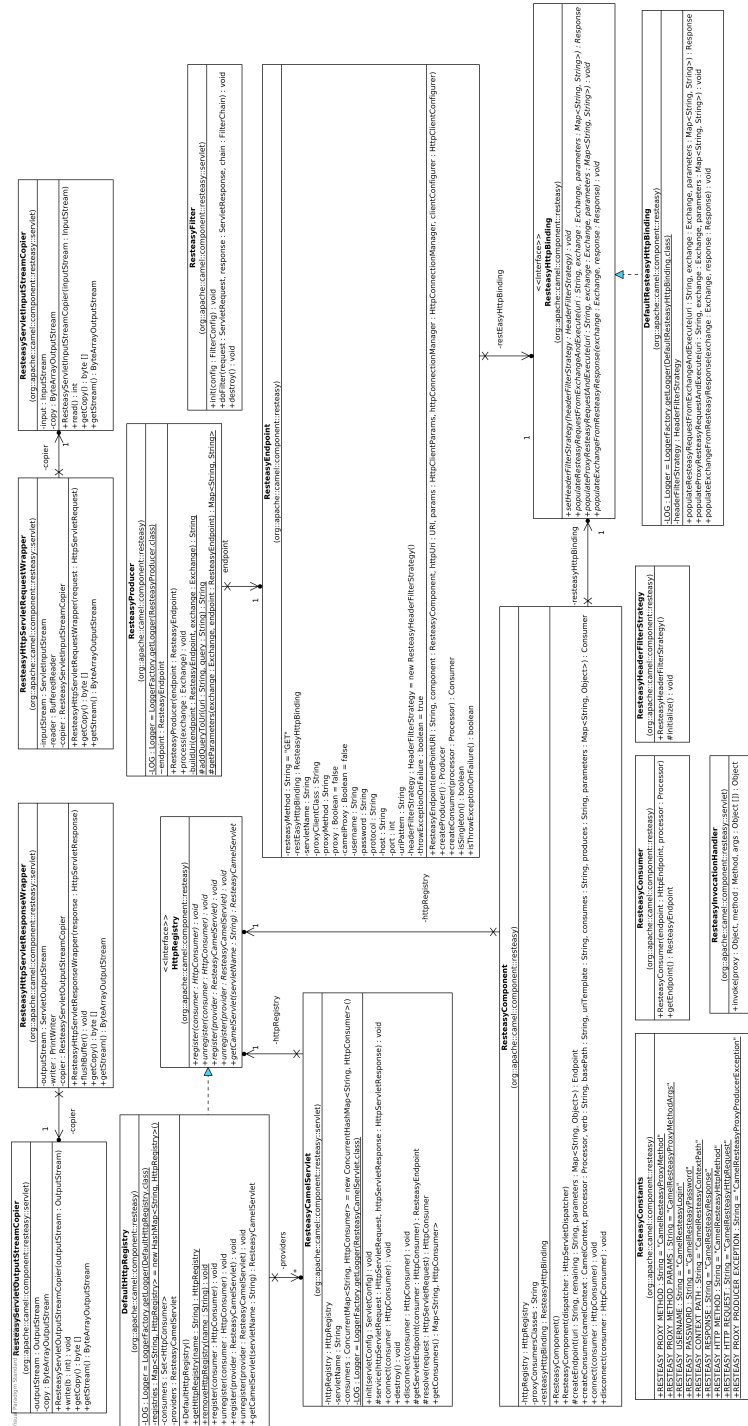 Visual Paradigm Standard
ResteasyServletOutputStreamCopier
(org::apache::camel::component::resteasy::servlet)
-outputStream : OutputStream
-copy : ByteArrayOutputStream
+ResteasyServletOutputStreamCopier(outputStream : OutputStream)
+write(b : int) : void
+getCopy() : byte []
+getStream() : ByteArrayOutputStream
1
-copier
ResteasyHttpServletResponseWrapper
(org::apache::camel::component::resteasy::servlet)
-outputStream : ServletOutputStream
-writer : PrintWriter
-copier : ResteasyServletOutputStreamCopier
+ResteasyHttpServletResponseWrapper(response : HttpServletResponse)
+flushBuffer() : void
+getCopy() : byte []
+getStream() : ByteArrayOutputStream
ResteasyHttpServletRequestWrapper
(org::apache::camel::component::resteasy::servlet)
-inputStream : ServletInputStream
-reader : BufferedReader
-copier : ResteasyServletInputStreamCopier
+ResteasyHttpServletRequestWrapper(request : HttpServletRequest)
+getCopy() : byte []
+getStream() : ByteArrayOutputStream
-copier
1
ResteasyServletInputStreamCopier
(org::apache::camel::component::resteasy::servlet)
-input : InputStream
-copy : ByteArrayOutputStream
+ResteasyServletInputStreamCopier(inputStream : InputStream)
+read() : int
+getCopy() : byte []
+getStream() : ByteArrayOutputStream
DefaultHttpRegistry
(org::apache::camel::component::resteasy)
-LOG : Logger = LoggerFactory.getLogger(DefaultHttpRegistry.class)
-registries : Map<String, HttpRegistry> = new HashMap<String, HttpRegistry>()
-consumers : Set<HttpConsumer>
-providers : ResteasyCamelServlet
+DefaultHttpRegistry()
+getHttpRegistry(name : String) : HttpRegistry
+removeHttpRegistry(name : String) : void
+register(consumer : HttpConsumer) : void
+unregister(consumer : HttpConsumer) : void
+register(provider : ResteasyCamelServlet) : void
+unregister(provider : ResteasyCamelServlet) : void
+getCamelServlet(servletName : String) : ResteasyCamelServlet
<<Interface>>
HttpRegistry
(org::apache::camel::component::resteasy)
+register(consumer : HttpConsumer) : void
+unregister(consumer : HttpConsumer) : void
+register(provider : ResteasyCamelServlet) : void
+unregister(provider : ResteasyCamelServlet) : void
+getCamelServlet(servletName : String) : ResteasyCamelServlet
ResteasyProducer
(org::apache::camel::component::resteasy)
-LOG : Logger = LoggerFactory.getLogger(ResteasyProducer.class)
~endpoint : ResteasyEndpoint
+ResteasyProducer(endpoint : ResteasyEndpoint)
+process(exchange : Exchange) : void
-buildUri(endpoint : ResteasyEndpoint, exchange : Exchange) : String
#addQueryToUri(uri : String, query : String) : String
#getParameters(exchange : Exchange, endpoint : ResteasyEndpoint) : Map<String, String>
endpoint
1
ResteasyFilter
(org::apache::camel::component::resteasy::servlet)
+init(config : FilterConfig) : void
+doFilter(request : ServletRequest, response : ServletResponse, chain : FilterChain) : void
+destroy() : void
-providers
*
-httpRegistry
1
1
-httpRegistry
ResteasyCamelServlet
(org::apache::camel::component::resteasy::servlet)
-httpRegistry : HttpRegistry
-servletName : String
-consumers : ConcurrentMap<String, HttpConsumer> = new ConcurrentHashMap<String, HttpConsumer>()
-LOG : Logger = LoggerFactory.getLogger(ResteasyCamelServlet.class)
+init(servletConfig : ServletConfig) : void
#service(httpServletRequest : HttpServletRequest, httpServletResponse : HttpServletResponse) : void
+connect(consumer : HttpConsumer) : void
+destroy() : void
+disconnect(consumer : HttpConsumer) : void
#getServletEndpoint(consumer : HttpConsumer) : ResteasyEndpoint
#resolve(request : HttpServletRequest) : HttpConsumer
+getConsumers() : Map<String, HttpConsumer>
ResteasyEndpoint
(org::apache::camel::component::resteasy)
-resteasyMethod : String = "GET"
-restEasyHttpBinding : ResteasyHttpBinding
-servletName : String
-proxyClientClass : String
-proxyMethod : String
-proxy : Boolean = false
-camelProxy : Boolean = false
-username : String
-password : String
-protocol : String
-host : String
-port : int
-uriPattern : String
-headerFilterStrategy : HeaderFilterStrategy = new ResteasyHeaderFilterStrategy()
-throwExceptionOnFailure : boolean = true
+ResteasyEndpoint(endPointURI : String, component : ResteasyComponent, httpUri : URI, params : HttpClientParams, httpConnectionManager : HttpConnectionManager, clientConfigurer : HttpClientConfigurer)
+createProducer() : Producer
+createConsumer(processor : Processor) : Consumer
+isSingleton() : boolean
+isThrowExceptionOnFailure() : boolean
-restEasyHttpBinding
1
ResteasyComponent
(org::apache::camel::component::resteasy)
-httpRegistry : HttpRegistry
-proxyConsumersClasses : String
-resteasyHttpBinding : ResteasyHttpBinding
+ResteasyComponent()
+ResteasyComponent(httpServletDispatcher : HttpServletDispatcher)
#createEndpoint(uri : String, remaining : String, parameters : Map<String, Object>) : Endpoint
+createConsumer(camelContext : CamelContext, processor : Processor, verb : String, basePath : String, uriTemplate : String, consumes : String, produces : String, parameters : Map<String, Object>) : Consumer
+connect(consumer : HttpConsumer) : void
+disconnect(consumer : HttpConsumer) : void
-resteasyHttpBinding
1
<<Interface>>
ResteasyHttpBinding
(org::apache::camel::component::resteasy)
+setHeaderFilterStrategy(headerFilterStrategy : HeaderFilterStrategy) : void
+populateResteasyRequestFromExchangeAndExecute(uri : String, exchange : Exchange, parameters : Map<String, String>) : Response
+populateProxyResteasyRequestAndExecute(uri : String, exchange : Exchange, parameters : Map<String, String>) : void
+populateExchangeFromResteasyResponse(exchange : Exchange, response : Response) : void
ResteasyConstants
(org::apache::camel::component::resteasy)
+RESTEASY_PROXY_METHOD : String = "CamelResteasyProxyMethod"
+RESTEASY_PROXY_METHOD_PARAMS : String = "CamelResteasyProxyMethodArgs"
+RESTEASY_USERNAME : String = "CamelResteasyLogin"
+RESTEASY_PASSWORD : String = "CamelResteasyPassword"
+RESTEASY_CONTEXT_PATH : String = "CamelResteasyContextPath"
+RESTEASY_RESPONSE : String = "CamelResteasyResponse"
+RESTEASY_HTTP_METHOD : String = "CamelResteasyHttpMethod"
+RESTEASY_HTTP_REQUEST : String = "CamelResteasyHttpRequest"
+RESTEASY_PROXY_PRODUCER_EXCEPTION : String = "CamelResteasyProxyProducerException"
ResteasyConsumer
(org::apache::camel::component::resteasy)
+ResteasyConsumer(endpoint : HttpEndpoint, processor : Processor)
+getEndpoint() : ResteasyEndpoint
ResteasyInvocationHandler
(org::apache::camel::component::resteasy::servlet)
+invoke(proxy : Object, method : Method, args : Object []) : Object
ResteasyHeaderFilterStrategy
(org::apache::camel::component::resteasy)
+ResteasyHeaderFilterStrategy()
#initialize() : void
DefaultResteasyHttpBinding
(org::apache::camel::component::resteasy)
-LOG : Logger = LoggerFactory.getLogger(DefaultResteasyHttpBinding.class)
-headerFilterStrategy : HeaderFilterStrategy
+populateResteasyRequestFromExchangeAndExecute(uri : String, exchange : Exchange, parameters : Map<String, String>) : Response
+populateProxyResteasyRequestAndExecute(uri : String, exchange : Exchange, parameters : Map<String, String>) : void
+populateExchangeFromResteasyResponse(exchange : Exchange, response : Response) : void